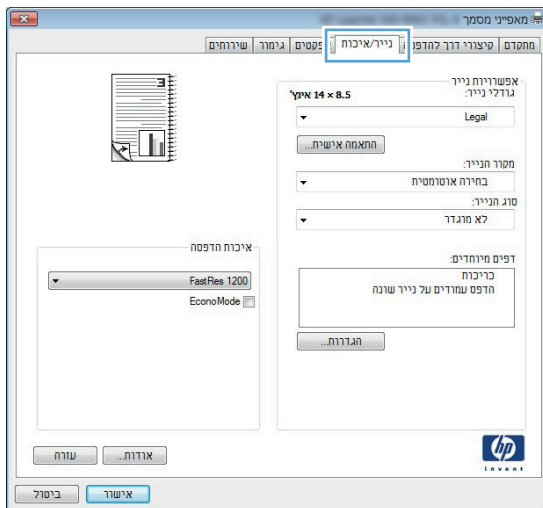 מאפייני מסמך
מתקדם
קיצורי דרך להדפסה
נייר/איכות
אפקטים
גימור
שירותים
אפשרויות נייר
גודלי נייר:
8.5 × 14 אינץ'
Legal
התאמה אישית...
מקור הנייר:
בחירה אוטומטית
סוג הנייר:
לא מוגדר
דפים מיוחדים:
כריכות
הדפס עמודים על נייר שונה
הגדרות...
איכות הדפסה
FastRes 1200
EconoMode
hp
invent
אודות...
עזרה
אישור
ביטול